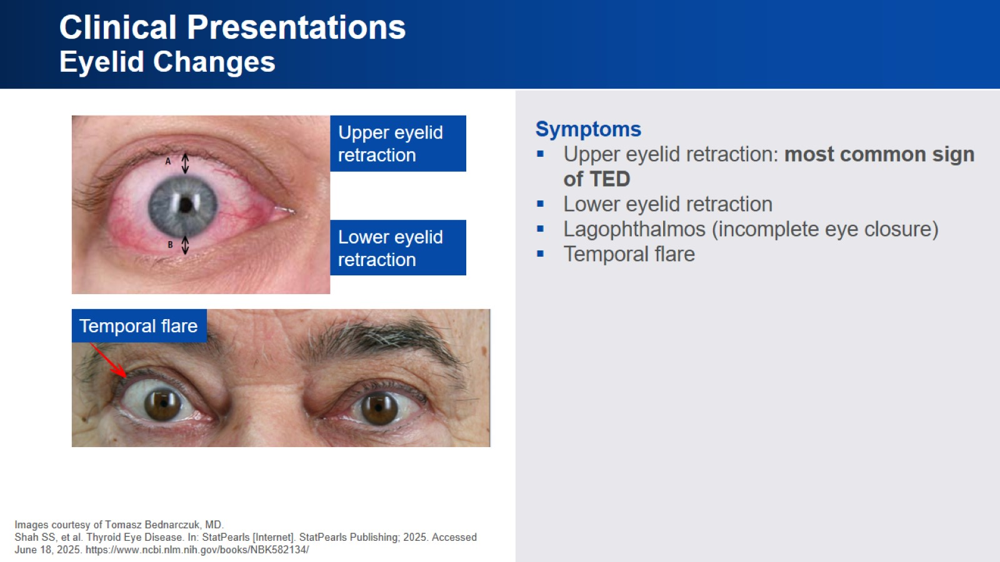 Clinical Presentations
Eyelid Changes
Upper eyelid
retraction
A
B
Lower eyelid
retraction
Temporal flare
Symptoms
▪ Upper eyelid retraction: most common sign
of TED
▪ Lower eyelid retraction
▪ Lagophthalmos (incomplete eye closure)
▪ Temporal flare
Images courtesy of Tomasz Bednarczuk, MD.
Shah SS, et al. Thyroid Eye Disease. In: StatPearls [Internet]. StatPearls Publishing; 2025. Accessed
June 18, 2025. https://www.ncbi.nlm.nih.gov/books/NBK582134/